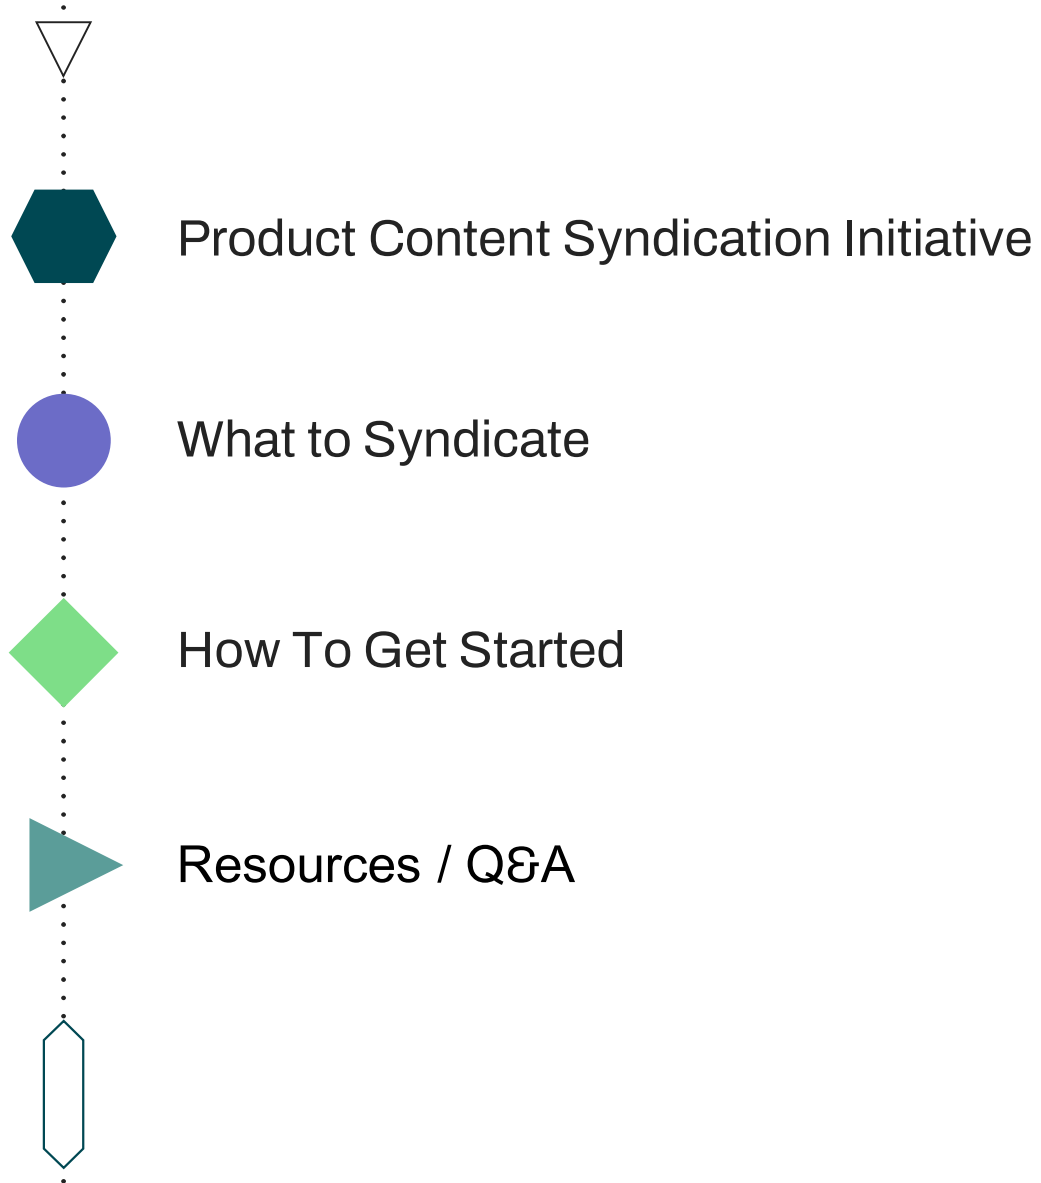 Product Content Syndication Initiative
What to Syndicate
How To Get Started
Resources / Q&A